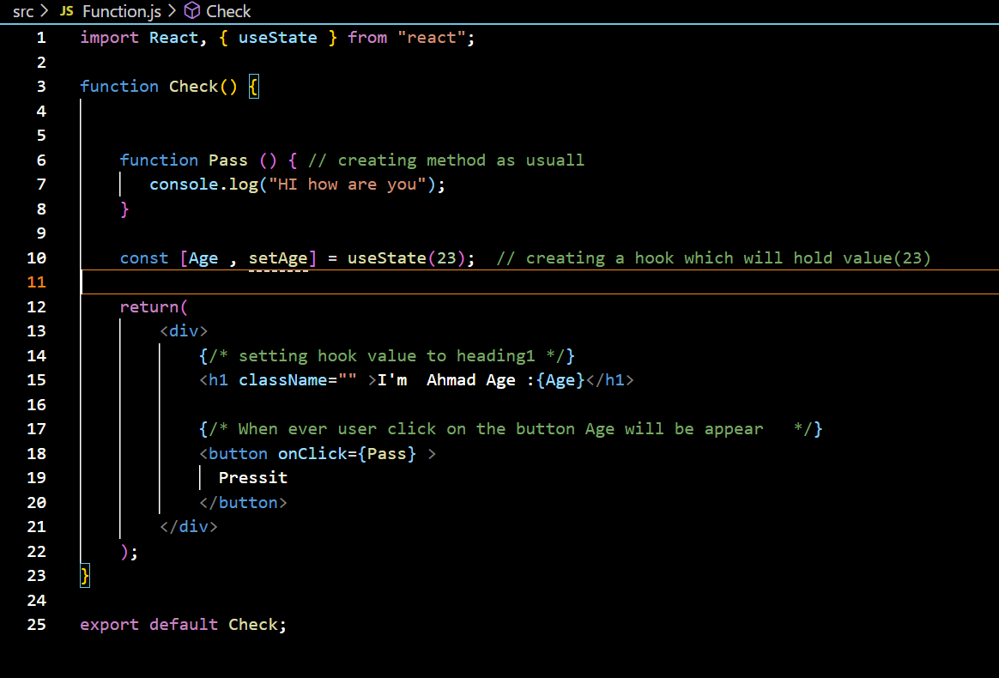 src > JS Function.js > Check
1 import React, { useState } from "react";
2
3 function Check() {
4
5
6     function Pass () { // creating method as usuall
7        console.log("HI how are you");
8     }
9
10     const [Age , setAge] = useState(23);  // creating a hook which will hold value(23)
11
12     return(
13         <div>
14             {/* setting hook value to heading1 */}
15             <h1 className="" >I'm  Ahmad Age :{Age}</h1>
16
17             {/* When ever user click on the button Age will be appear   */}
18             <button onClick={Pass} >
19               Pressit
20             </button>
21         </div>
22     );
23 }
24
25 export default Check;